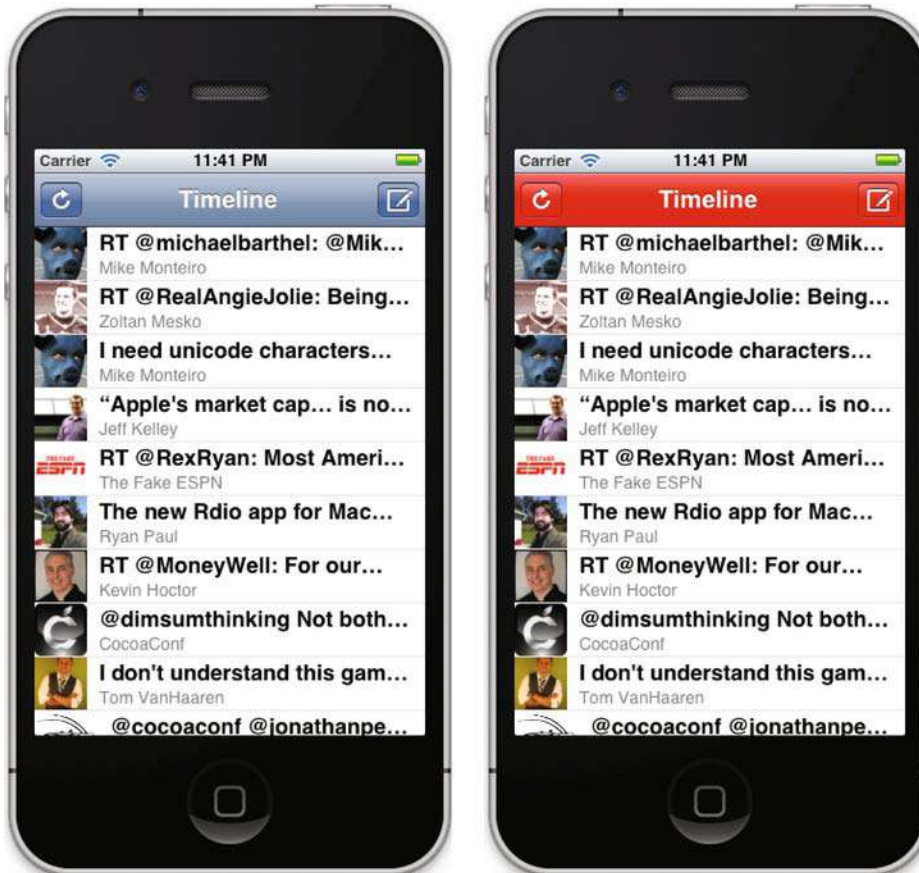 Carrier 11:41 PM
Timeline
RT @michaelbarthel: @Mik...
Mike Monteiro
RT @RealAngieJolie: Being...
Zoltan Mesko
I need unicode characters...
Mike Monteiro
“Apple's market cap... is no...
Jeff Kelley
ESPN
RT @RexRyan: Most Ameri...
The Fake ESPN
The new Rdio app for Mac...
Ryan Paul
RT @MoneyWell: For our...
Kevin Hoctor
@dimsumthinking Not both...
CocoaConf
I don't understand this gam...
Tom VanHaaren
@cocoaconf @jonathanpe...
Carrier 11:41 PM
Timeline
RT @michaelbarthel: @Mik...
Mike Monteiro
RT @RealAngieJolie: Being...
Zoltan Mesko
I need unicode characters...
Mike Monteiro
“Apple's market cap... is no...
Jeff Kelley
ESPN
RT @RexRyan: Most Ameri...
The Fake ESPN
The new Rdio app for Mac...
Ryan Paul
RT @MoneyWell: For our...
Kevin Hoctor
@dimsumthinking Not both...
CocoaConf
I don't understand this gam...
Tom VanHaaren
@cocoaconf @jonathanpe...